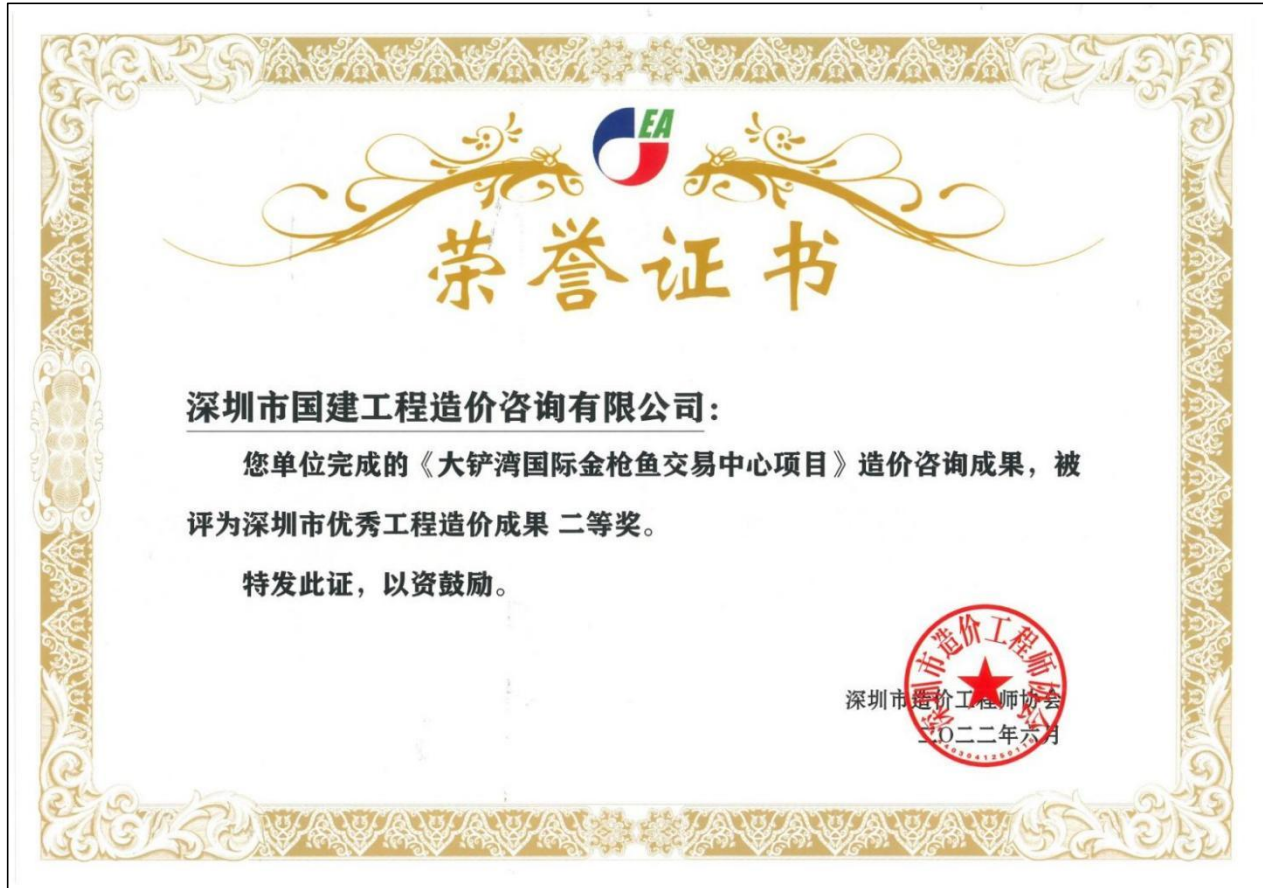 EA
荣誉证书
深圳市国建工程造价咨询有限公司：
您单位完成的《大铲湾国际金枪鱼交易中心项目》造价咨询成果，被
评为深圳市优秀工程造价成果 二等奖。
特发此证，以资鼓励。
深圳市造价工程师协会
深圳市造价工程师协会
二〇二二年六月